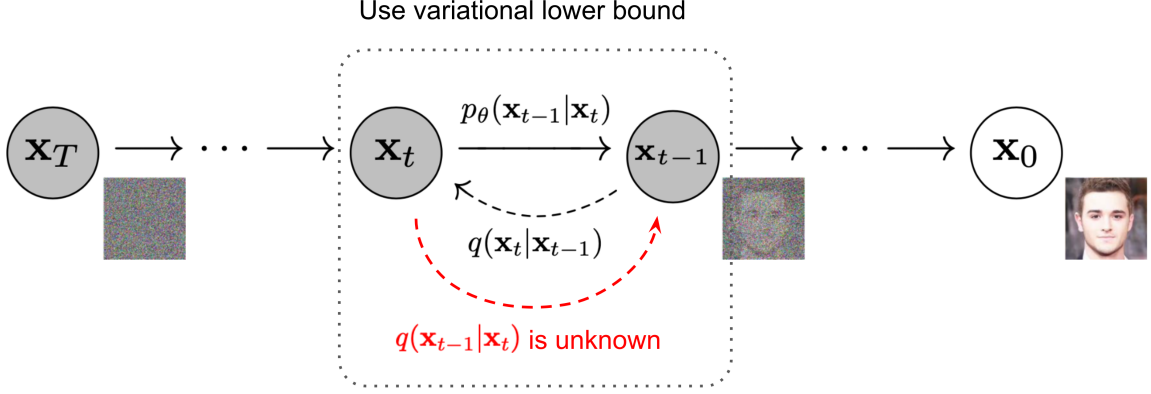 Use variational lower bound
p_θ(x_{t−1}|x_t)
x_T ⋯ x_t x_{t−1} ⋯ x_0
q(x_t|x_{t−1})
q(x_{t−1}|x_t) is unknown